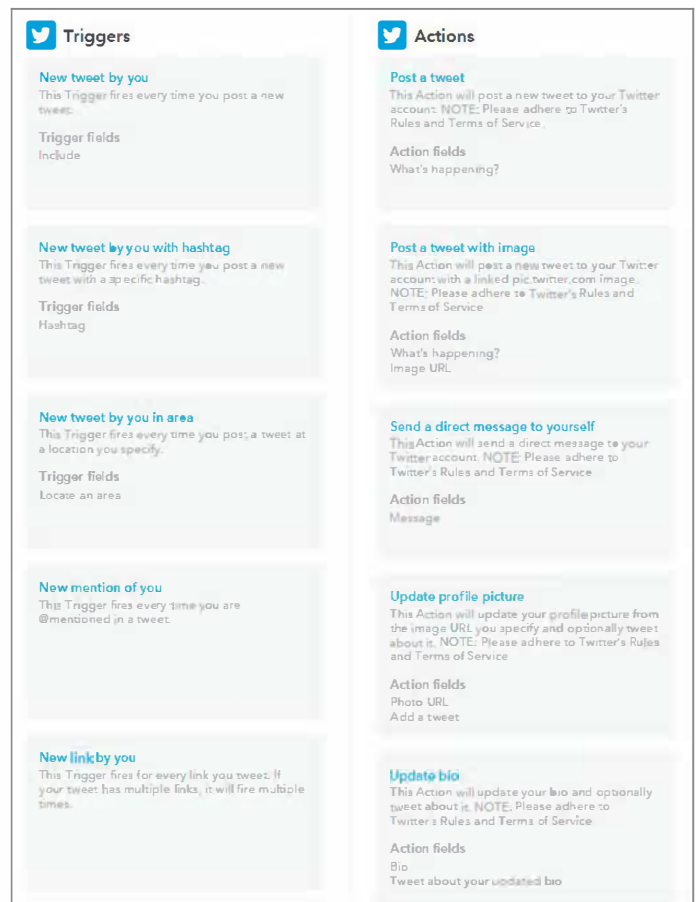 Triggers
New tweet by you
This Trigger fires every time you post a new
tweet.
Trigger fields
Include
New tweet by you with hashtag
This Trigger fires every time you post a new
tweet with a specific hashtag.
Trigger fields
Hashtag
New tweet by you in area
This Trigger fires every time you post a tweet at
a location you specify.
Trigger fields
Locate an area
New mention of you
This Trigger fires every time you are
@mentioned in a tweet.
New link by you
This Trigger fires for every link you tweet. If
your tweet has multiple links, it will fire multiple
times.
Actions
Post a tweet
This Action will post a new tweet to your Twitter
account. NOTE: Please adhere to Twitter's
Rules and Terms of Service.
Action fields
What's happening?
Post a tweet with image
This Action will post a new tweet to your Twitter
account with a linked pic.twitter.com image.
NOTE: Please adhere to Twitter's Rules and
Terms of Service
Action fields
What's happening?
Image URL
Send a direct message to yourself
This Action will send a direct message to your
Twitter account. NOTE: Please adhere to
Twitter's Rules and Terms of Service
Action fields
Message
Update profile picture
This Action will update your profile picture from
the image URL you specify and optionally tweet
about it. NOTE: Please adhere to Twitter's Rules
and Terms of Service
Action fields
Photo URL
Add a tweet
Update bio
This Action will update your bio and optionally
tweet about it. NOTE: Please adhere to
Twitter's Rules and Terms of Service
Action fields
Bio
Tweet about your updated bio